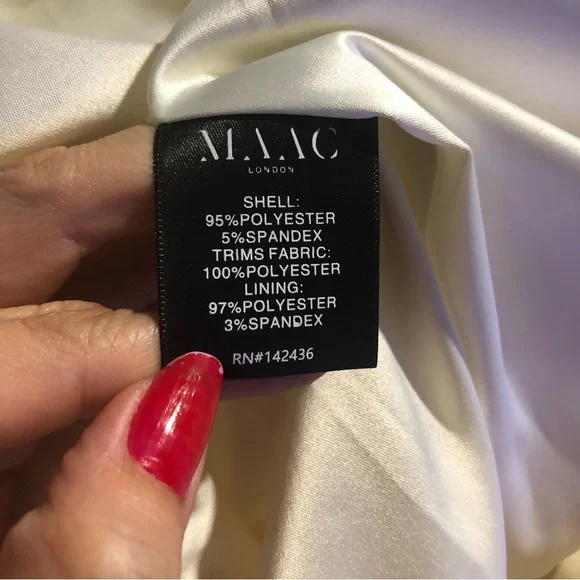 MAAC
LONDON
SHELL:
95%POLYESTER
5%SPANDEX
TRIMS FABRIC:
100%POLYESTER
LINING:
97%POLYESTER
3%SPANDEX
RN#142436